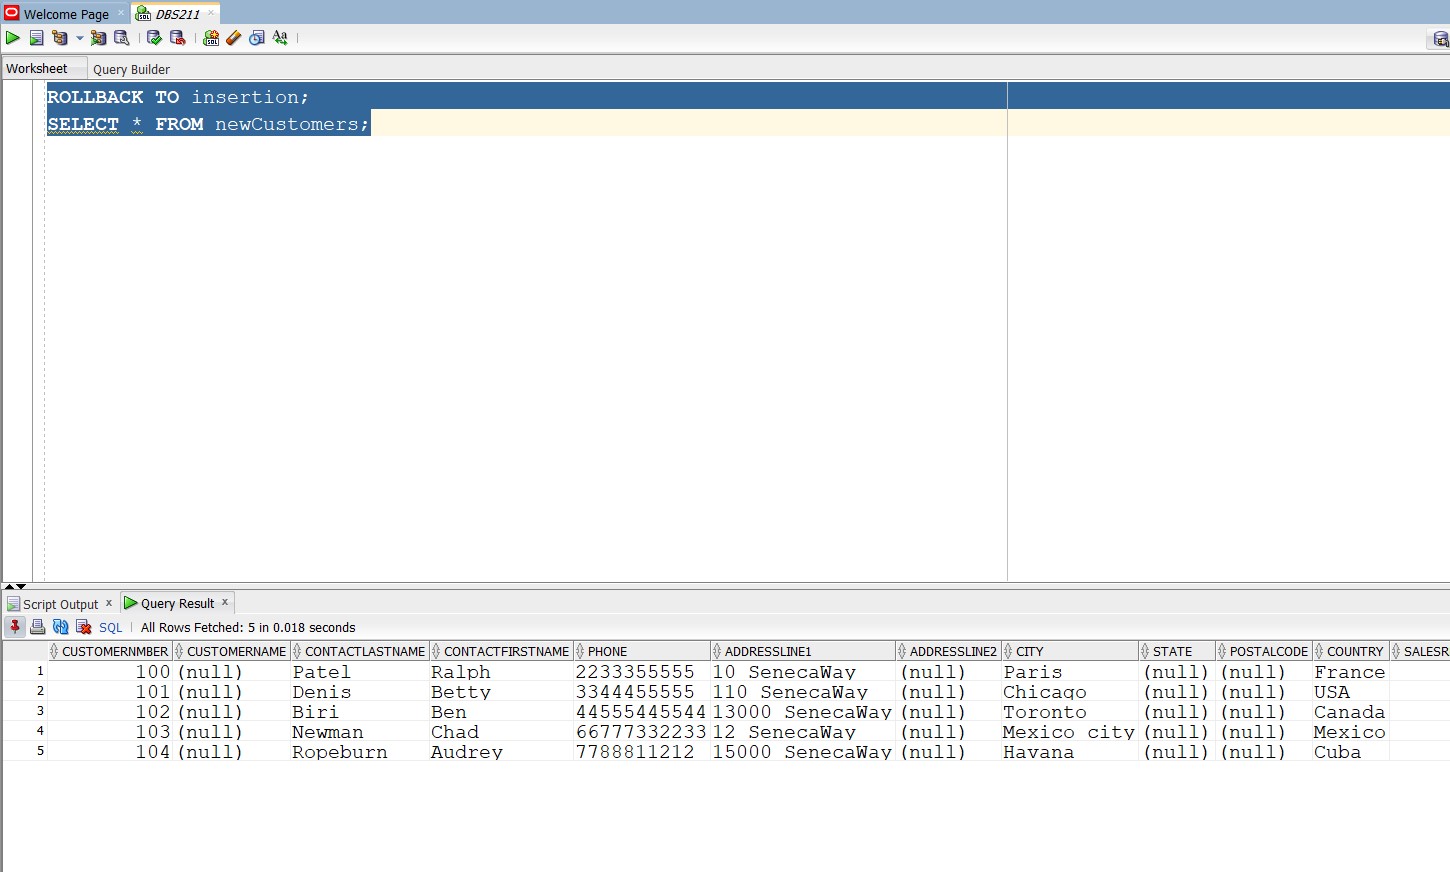 Welcome Page DBS211
Worksheet Query Builder
ROLLBACK TO insertion;
SELECT * FROM newCustomers;
Script Output Query Result
SQL All Rows Fetched: 5 in 0.018 seconds
CUSTOMERNMBER CUSTOMERNAME CONTACTLASTNAME CONTACTFIRSTNAME PHONE ADDRESSLINE1 ADDRESSLINE2 CITY STATE POSTALCODE COUNTRY SALESR
1 100 (null) Patel Ralph 2233355555 10 SenecaWay (null) Paris (null) (null) France
2 101 (null) Denis Betty 3344455555 110 SenecaWay (null) Chicago (null) (null) USA
3 102 (null) Biri Ben 44555445544 13000 SenecaWay (null) Toronto (null) (null) Canada
4 103 (null) Newman Chad 66777332233 12 SenecaWay (null) Mexico city (null) (null) Mexico
5 104 (null) Ropeburn Audrey 7788811212 15000 SenecaWay (null) Havana (null) (null) Cuba